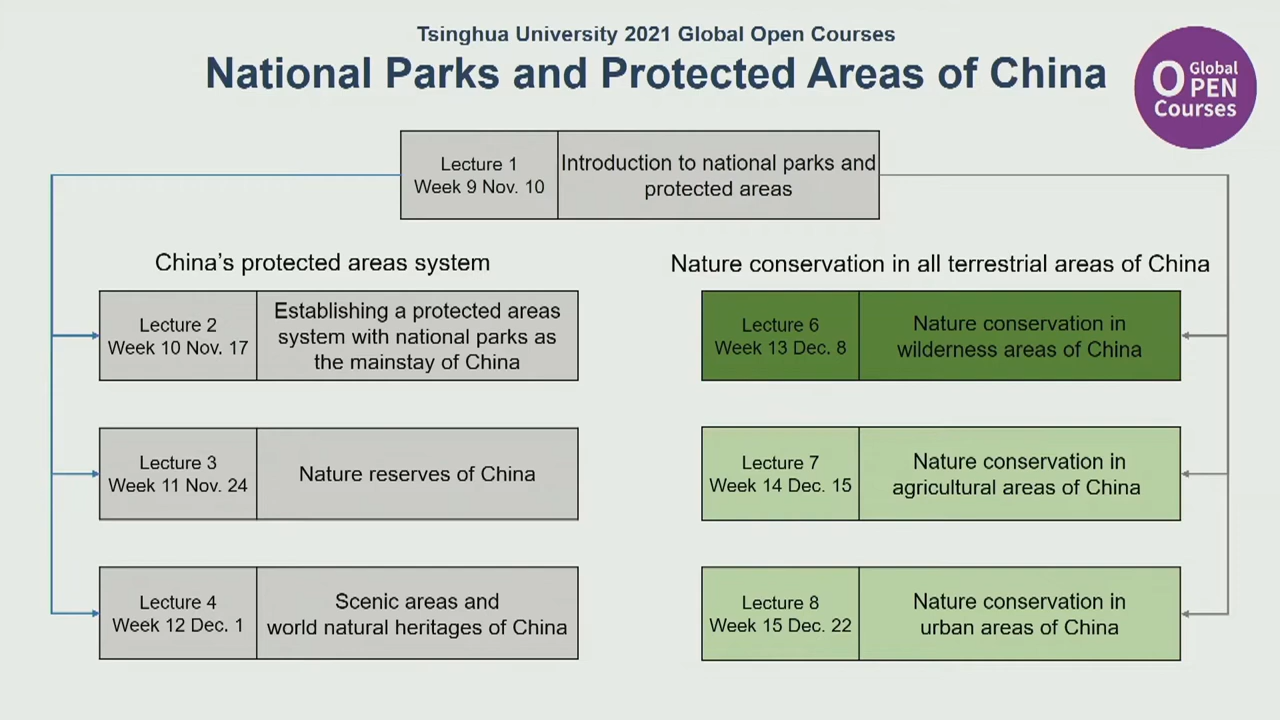 Tsinghua University 2021 Global Open Courses
National Parks and Protected Areas of China
Global
OPEN
Courses
Lecture 1
Week 9 Nov. 10
Introduction to national parks and
protected areas
China's protected areas system
Lecture 2
Week 10 Nov. 17
Establishing a protected areas
system with national parks as
the mainstay of China
Lecture 3
Week 11 Nov. 24
Nature reserves of China
Lecture 4
Week 12 Dec. 1
Scenic areas and
world natural heritages of China
Nature conservation in all terrestrial areas of China
Lecture 6
Week 13 Dec. 8
Nature conservation in
wilderness areas of China
Lecture 7
Week 14 Dec. 15
Nature conservation in
agricultural areas of China
Lecture 8
Week 15 Dec. 22
Nature conservation in
urban areas of China